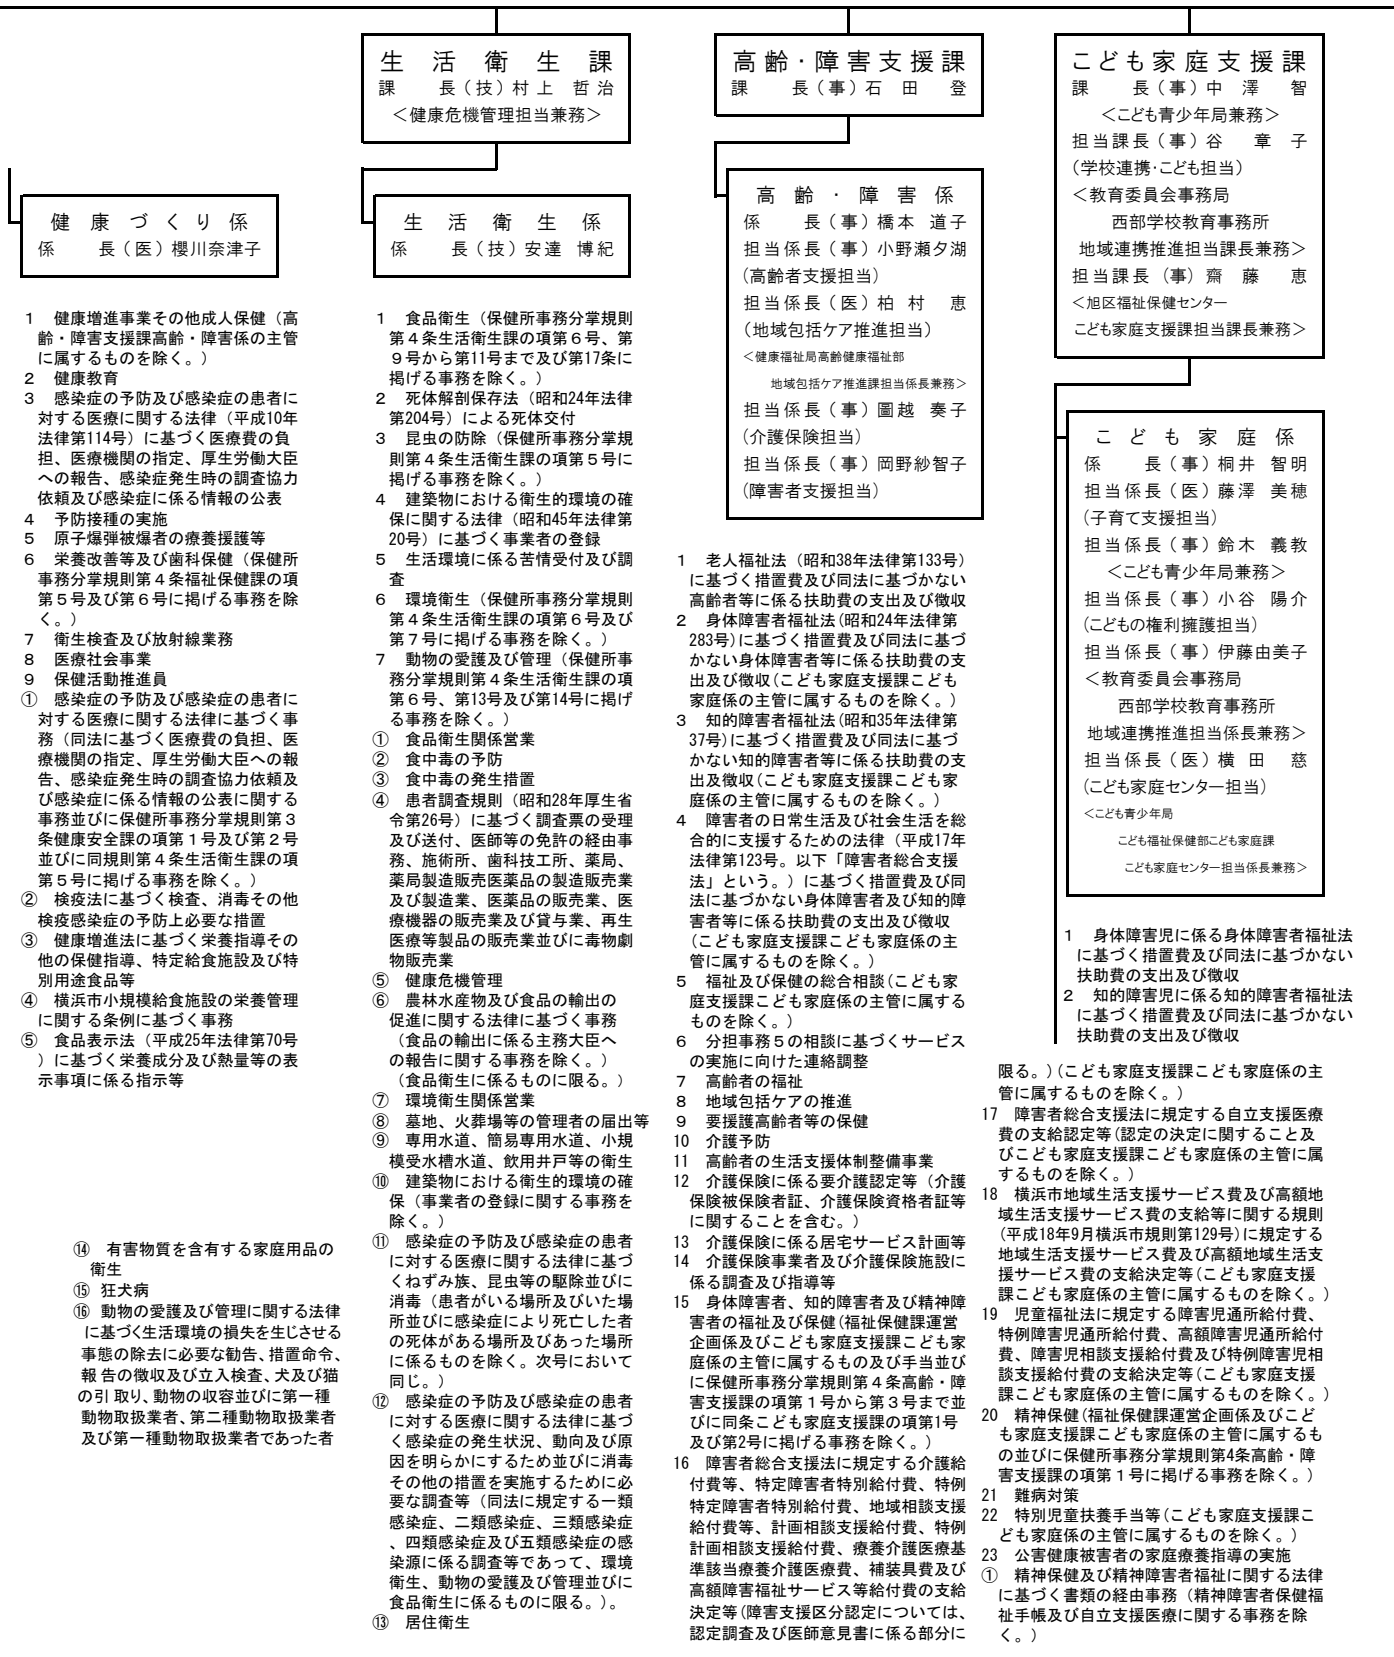 健康づくり係
係　　長（医）櫻川奈津子
1　健康増進事業その他成人保健（高
齢・障害支援課高齢・障害係の主管
に属するものを除く。）
2　健康教育
3　感染症の予防及び感染症の患者に
対する医療に関する法律（平成10年
法律第114号）に基づく医療費の負
担、医療機関の指定、厚生労働大臣
への報告、感染症発生時の調査協力
依頼及び感染症に係る情報の公表
4　予防接種の実施
5　原子爆弾被爆者の療養援護等
6　栄養改善等及び歯科保健（保健所
事務分掌規則第４条福祉保健課の項
第５号及び第６号に掲げる事務を除
く。）
7　衛生検査及び放射線業務
8　医療社会事業
9　保健活動推進員
①　感染症の予防及び感染症の患者に
対する医療に関する法律に基づく事
務（同法に基づく医療費の負担、医
療機関の指定、厚生労働大臣への報
告、感染症発生時の調査協力依頼及
び感染症に係る情報の公表に関する
事務並びに保健所事務分掌規則第３
条健康安全課の項第１号及び第２号
並びに同規則第４条生活衛生課の項
第５号に掲げる事務を除く。）
②　検疫法に基づく検査、消毒その他
検疫感染症の予防上必要な措置
③　健康増進法に基づく栄養指導その
他の保健指導、特定給食施設及び特
別用途食品等
④　横浜市小規模給食施設の栄養管理
に関する条例に基づく事務
⑤　食品表示法（平成25年法律第70号
）に基づく栄養成分及び熱量等の表
示事項に係る指示等
生活衛生課
課　　長（技）村上　哲治
＜健康危機管理担当兼務＞
生活衛生係
係　　長（技）安達　博紀
1　食品衛生（保健所事務分掌規則
第４条生活衛生課の項第６号、第
９号から第11号まで及び第17条に
掲げる事務を除く。）
2　死体解剖保存法（昭和24年法律
第204号）による死体交付
3　昆虫の防除（保健所事務分掌規
則第４条生活衛生課の項第５号に
掲げる事務を除く。）
4　建築物における衛生的環境の確
保に関する法律（昭和45年法律第
20号）に基づく事業者の登録
5　生活環境に係る苦情受付及び調
査
6　環境衛生（保健所事務分掌規則
第４条生活衛生課の項第６号及び
第７号に掲げる事務を除く。）
7　動物の愛護及び管理（保健所事
務分掌規則第４条生活衛生課の項
第６号、第13号及び第14号に掲げ
る事務を除く。）
①　食品衛生関係営業
②　食中毒の予防
③　食中毒の発生措置
④　患者調査規則（昭和28年厚生省
令第26号）に基づく調査票の受理
及び送付、医師等の免許の経由事
務、施術所、歯科技工所、薬局、
薬局製造販売医薬品の製造販売業
及び製造業、医薬品の販売業、医
療機器の販売業及び貸与業、再生
医療等製品の販売業並びに毒物劇
物販売業
⑤　健康危機管理
⑥　農林水産物及び食品の輸出の
促進に関する法律に基づく事務
（食品の輸出に係る主務大臣へ
の報告に関する事務を除く。）
（食品衛生に係るものに限る。）
⑦　環境衛生関係営業
⑧　墓地、火葬場等の管理者の届出等
⑨　専用水道、簡易専用水道、小規
模受水槽水道、飲用井戸等の衛生
⑩　建築物における衛生的環境の確
保（事業者の登録に関する事務を
除く。）
⑪　感染症の予防及び感染症の患者
に対する医療に関する法律に基づ
くねずみ族、昆虫等の駆除並びに
消毒（患者がいる場所及びいた場
所並びに感染症により死亡した者
の死体がある場所及びあった場所
に係るものを除く。次号において
同じ。）
⑫　感染症の予防及び感染症の患者
に対する医療に関する法律に基づ
く感染症の発生状況、動向及び原
因を明らかにするため並びに消毒
その他の措置を実施するために必
要な調査等（同法に規定する一類
感染症、二類感染症、三類感染症
、四類感染症及び五類感染症の感
染源に係る調査等であって、環境
衛生、動物の愛護及び管理並びに
食品衛生に係るものに限る。）。
⑬　居住衛生
⑭　有害物質を含有する家庭用品の
衛生
⑮　狂犬病
⑯　動物の愛護及び管理に関する法律
に基づく生活環境の損失を生じさせる
事態の除去に必要な勧告、措置命令、
報告の徴収及び立入検査、犬及び猫
の引取り、動物の収容並びに第一種
動物取扱業者、第二種動物取扱業者
及び第一種動物取扱業者であった者
高齢・障害支援課
課　　長（事）石田　登
高齢・障害係
係　　長（事）橋本　道子
担当係長（事）小野瀬夕湖
（高齢者支援担当）
担当係長（医）柏村　恵
（地域包括ケア推進担当）
＜健康福祉局高齢健康福祉部
地域包括ケア推進課担当係長兼務＞
担当係長（事）圖越　奏子
（介護保険担当）
担当係長（事）岡野紗智子
（障害者支援担当）
1　老人福祉法（昭和38年法律第133号）
に基づく措置費及び同法に基づかない
高齢者等に係る扶助費の支出及び徴収
2　身体障害者福祉法（昭和24年法律第
283号）に基づく措置費及び同法に基づ
かない身体障害者等に係る扶助費の支
出及び徴収（こども家庭支援課こども
家庭係の主管に属するものを除く。）
3　知的障害者福祉法（昭和35年法律第
37号）に基づく措置費及び同法に基づ
かない知的障害者等に係る扶助費の支
出及徴収（こども家庭支援課こども家
庭係の主管に属するものを除く。）
4　障害者の日常生活及び社会生活を総
合的に支援するための法律（平成17年
法律第123号。以下「障害者総合支援
法」という。）に基づく措置費及び同
法に基づかない身体障害者及び知的障
害者等に係る扶助費の支出及び徴収
（こども家庭支援課こども家庭係の主
管に属するものを除く。）
5　福祉及び保健の総合相談（こども家
庭支援課こども家庭係の主管に属する
ものを除く。）
6　分担事務５の相談に基づくサービス
の実施に向けた連絡調整
7　高齢者の福祉
8　地域包括ケアの推進
9　要援護高齢者等の保健
10　介護予防
11　高齢者の生活支援体制整備事業
12　介護保険に係る要介護認定等（介護
保険被保険者証、介護保険資格者証等
に関することを含む。）
13　介護保険に係る居宅サービス計画等
14　介護保険事業者及び介護保険施設に
係る調査及び指導等
15　身体障害者、知的障害者及び精神障
害者の福祉及び保健（福祉保健課運営
企画係及びこども家庭支援課こども家
庭係の主管に属するもの及び手当並び
に保健所事務分掌規則第４条高齢・障
害支援課の項第１号から第３号まで並
びに同条こども家庭支援課の項第1号
及び第2号に掲げる事務を除く。）
16　障害者総合支援法に規定する介護給
付費等、特定障害者特別給付費、特例
特定障害者特別給付費、地域相談支援
給付費等、計画相談支援給付費、特例
計画相談支援給付費、療養介護医療基
準該当療養介護医療費、補装具費及び
高額障害福祉サービス等給付費の支給
決定等（障害支援区分認定については、
認定調査及び医師意見書に係る部分に
こども家庭支援課
課　　長（事）中澤　智
＜こども青少年局兼務＞
担当課長（事）谷　章子
（学校連携・こども担当）
＜教育委員会事務局
西部学校教育事務所
地域連携推進担当課長兼務＞
担当課長（事）齋藤　恵
＜旭区福祉保健センター
こども家庭支援課担当課長兼務＞
こども家庭係
係　　長（事）桐井　智明
担当係長（医）藤澤　美穂
（子育て支援担当）
担当係長（事）鈴木　義教
＜こども青少年局兼務＞
担当係長（事）小谷　陽介
（こどもの権利擁護担当）
担当係長（事）伊藤由美子
＜教育委員会事務局
西部学校教育事務所
地域連携推進担当係長兼務＞
担当係長（医）横田　慈
（こども家庭センター担当）
＜こども青少年局
こども福祉保健部こども家庭課
こども家庭センター担当係長兼務＞
1　身体障害児に係る身体障害者福祉法
に基づく措置費及び同法に基づかない
扶助費の支出及び徴収
2　知的障害児に係る知的障害者福祉法
に基づく措置費及び同法に基づかない
扶助費の支出及び徴収
限る。）（こども家庭支援課こども家庭係の主
管に属するものを除く。）
17　障害者総合支援法に規定する自立支援医療
費の支給認定等（認定の決定に関すること及
びこども家庭支援課こども家庭係の主管に属
するものを除く。）
18　横浜市地域生活支援サービス費及び高額地
域生活支援サービス費の支給等に関する規則
（平成18年9月横浜市規則第129号）に規定する
地域生活支援サービス費及び高額地域生活支
援サービス費の支給決定等（こども家庭支援
課こども家庭係の主管に属するものを除く。）
19　児童福祉法に規定する障害児通所給付費、
特例障害児通所給付費、高額障害児通所給付
費、障害児相談支援給付費及び特例障害児相
談支援給付費の支給決定等（こども家庭支援
課こども家庭係の主管に属するものを除く。）
20　精神保健（福祉保健課運営企画係及びこど
も家庭支援課こども家庭係の主管に属するも
の並びに保健所事務分掌規則第4条高齢・障
害支援課の項第１号に掲げる事務を除く。）
21　難病対策
22　特別児童扶養手当等（こども家庭支援課こ
ども家庭係の主管に属するものを除く。）
23　公害健康被害者の家庭療養指導の実施
①　精神保健及び精神障害者福祉に関する法律
に基づく書類の経由事務（精神障害者保健福
祉手帳及び自立支援医療に関する事務を除
く。）